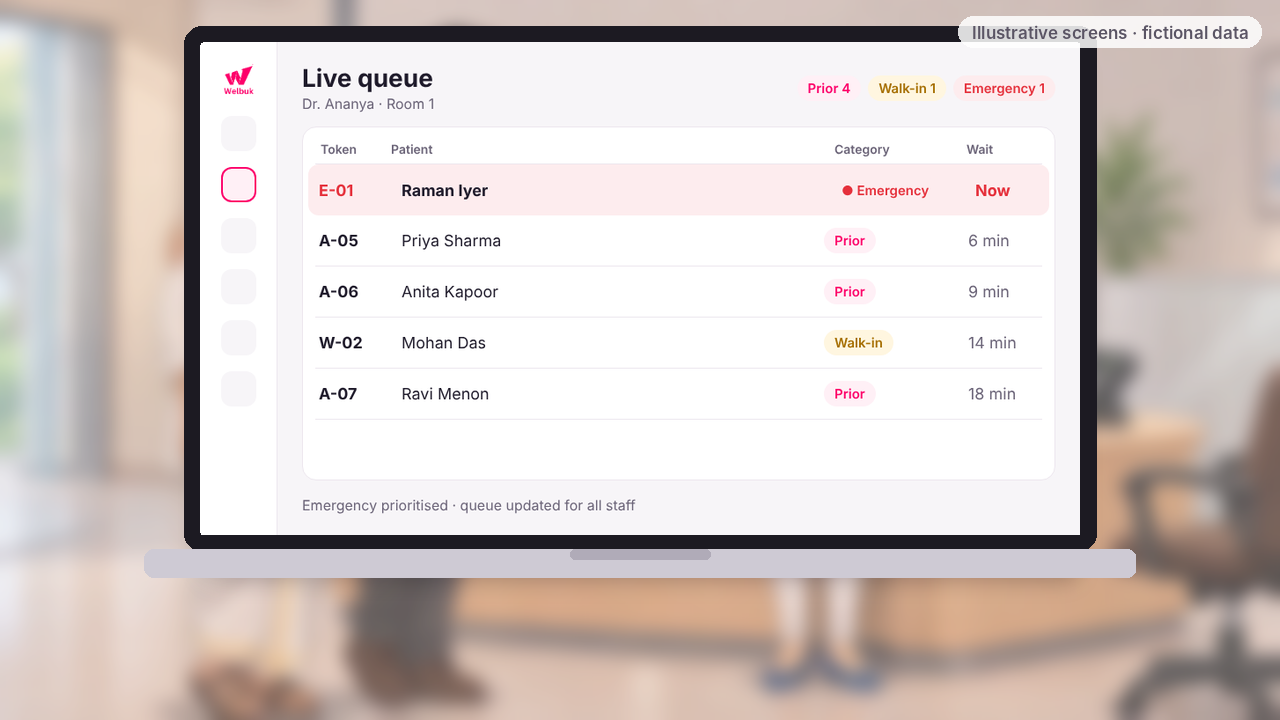 Illustrative screens · fictional data
Welbuk
Live queue
Dr. Ananya · Room 1
Prior 4
Walk-in 1
Emergency 1
Token Patient Category Wait
E-01 Raman Iyer Emergency Now
A-05 Priya Sharma Prior 6 min
A-06 Anita Kapoor Prior 9 min
W-02 Mohan Das Walk-in 14 min
A-07 Ravi Menon Prior 18 min
Emergency prioritised · queue updated for all staff